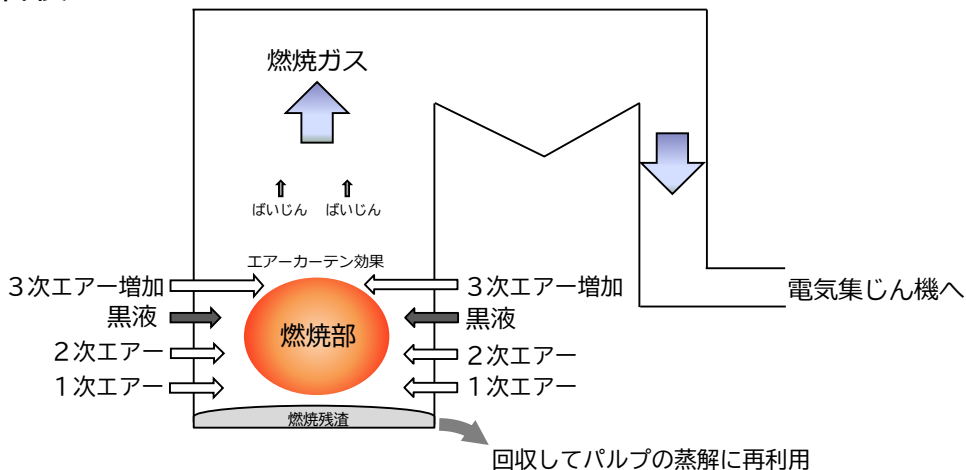 燃焼ガス
ばいじん ばいじん
エアーカーテン効果
３次エアー増加 ３次エアー増加
電気集じん機へ
黒液 黒液
燃焼部
２次エアー ２次エアー
１次エアー １次エアー
燃焼残渣
回収してパルプの蒸解に再利用